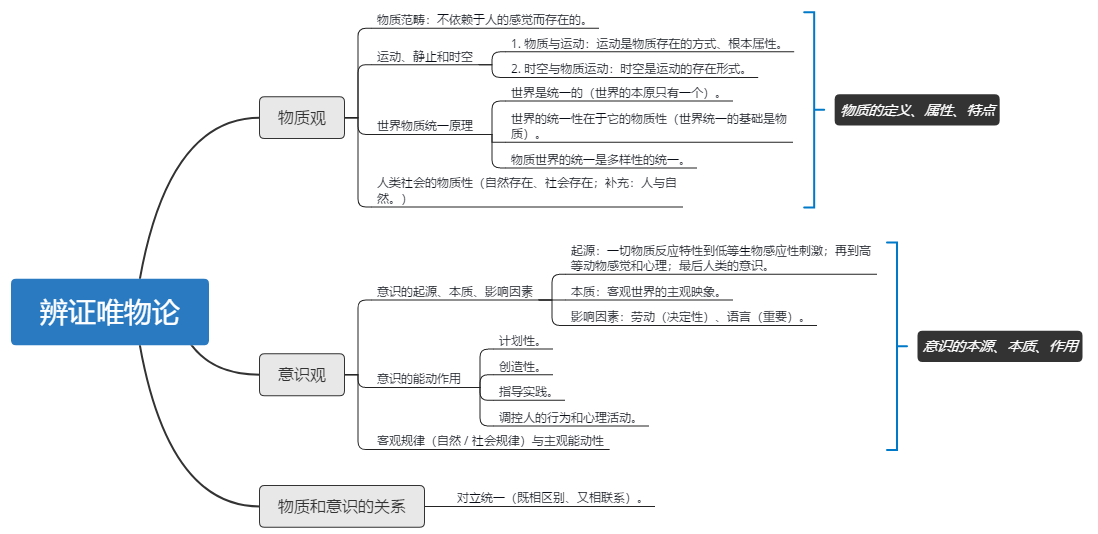 辨证唯物论
物质观
物质范畴：不依赖于人的感觉而存在的。
运动、静止和时空
1. 物质与运动：运动是物质存在的方式、根本属性。
2. 时空与物质运动：时空是运动的存在形式。
世界物质统一原理
世界是统一的（世界的本原只有一个）。
世界的统一性在于它的物质性（世界统一的基础是物
质）。
物质世界的统一是多样性的统一。
人类社会的物质性（自然存在、社会存在；补充：人与自
然。）
物质的定义、属性、特点
意识观
意识的起源、本质、影响因素
起源：一切物质反应特性到低等生物感应性刺激；再到高
等动物感觉和心理；最后人类的意识。
本质：客观世界的主观映象。
影响因素：劳动（决定性）、语言（重要）。
意识的能动作用
计划性。
创造性。
指导实践。
调控人的行为和心理活动。
客观规律（自然 / 社会规律）与主观能动性
意识的本源、本质、作用
物质和意识的关系
对立统一（既相区别、又相联系）。